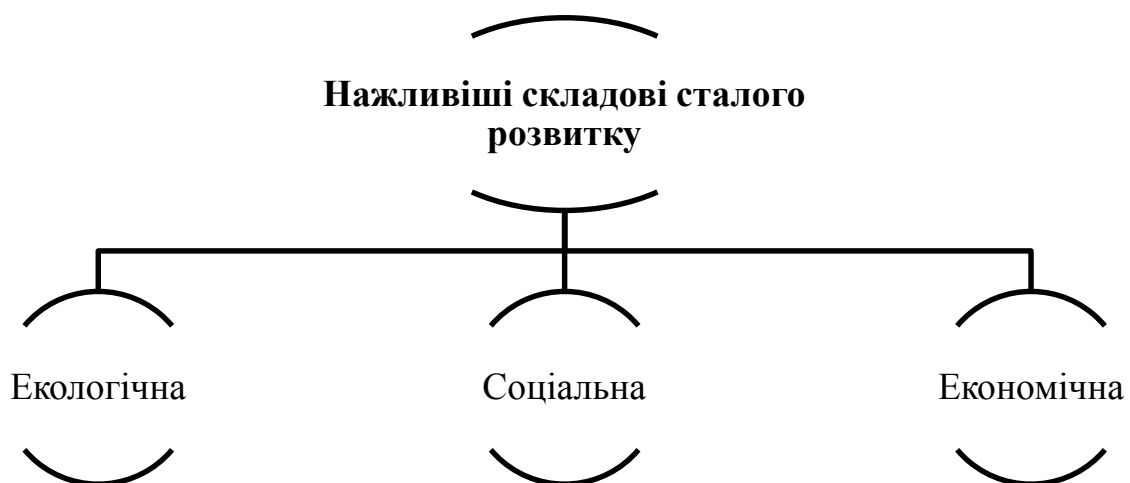 Нажливіші складові сталого
розвитку
Екологічна
Соціальна
Економічна